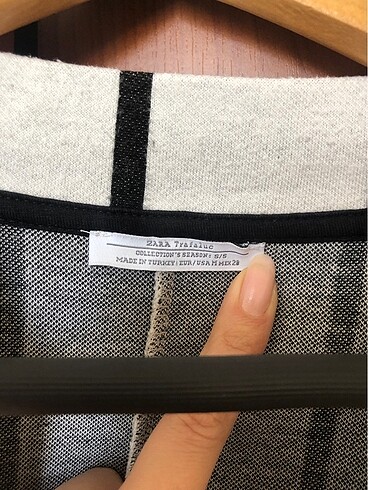 ZARA Trafaluc
COLLECTION'S SEASON: S/S
MADE IN TURKEY: EUR/USA M MEX 28